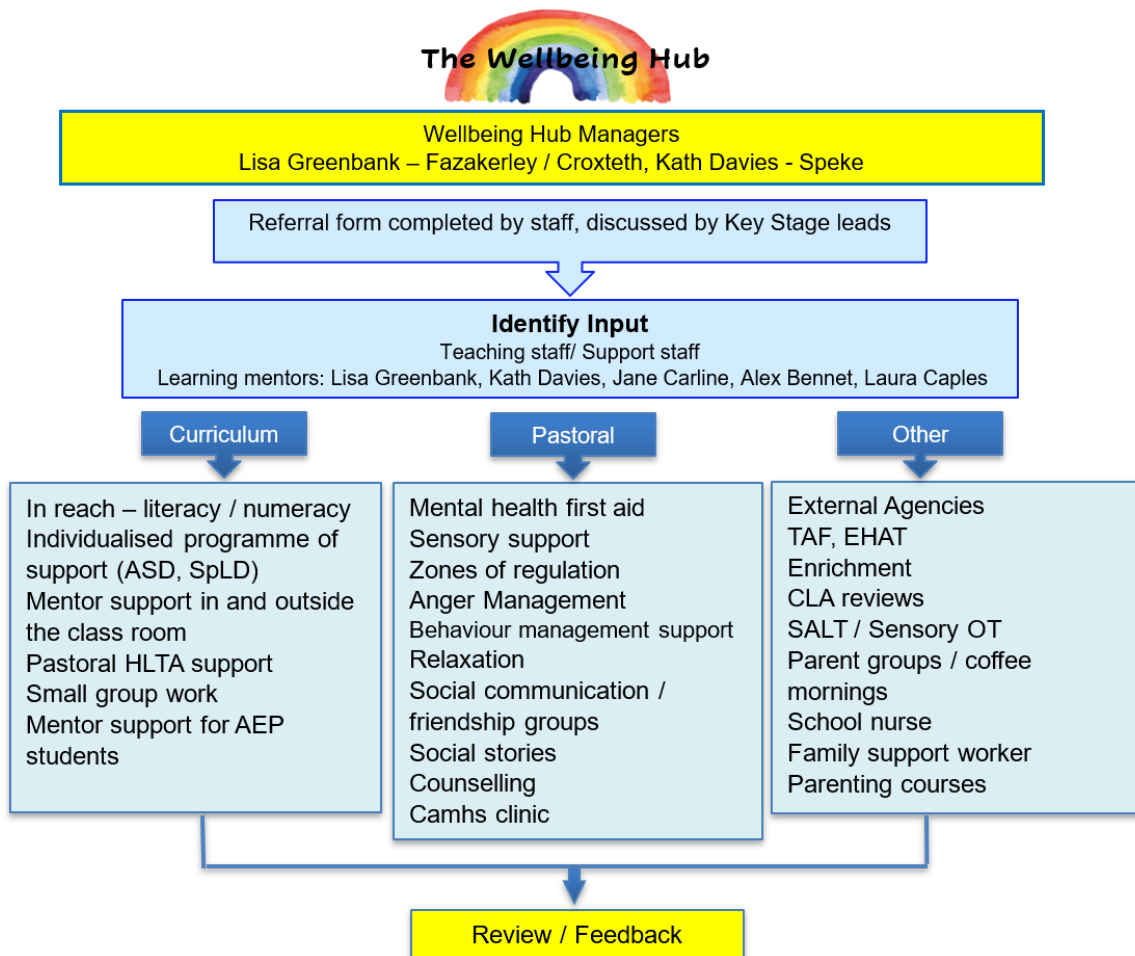 The Wellbeing Hub
Wellbeing Hub Managers
Lisa Greenbank – Fazakerley / Croxteth, Kath Davies - Speke
Referral form completed by staff, discussed by Key Stage leads
Identify Input
Teaching staff/ Support staff
Learning mentors: Lisa Greenbank, Kath Davies, Jane Carline, Alex Bennet, Laura Caples
Curriculum
In reach – literacy / numeracy
Individualised programme of
support (ASD, SpLD)
Mentor support in and outside
the class room
Pastoral HLTA support
Small group work
Mentor support for AEP
students
Pastoral
Mental health first aid
Sensory support
Zones of regulation
Anger Management
Behaviour management support
Relaxation
Social communication /
friendship groups
Social stories
Counselling
Camhs clinic
Other
External Agencies
TAF, EHAT
Enrichment
CLA reviews
SALT / Sensory OT
Parent groups / coffee
mornings
School nurse
Family support worker
Parenting courses
Review / Feedback